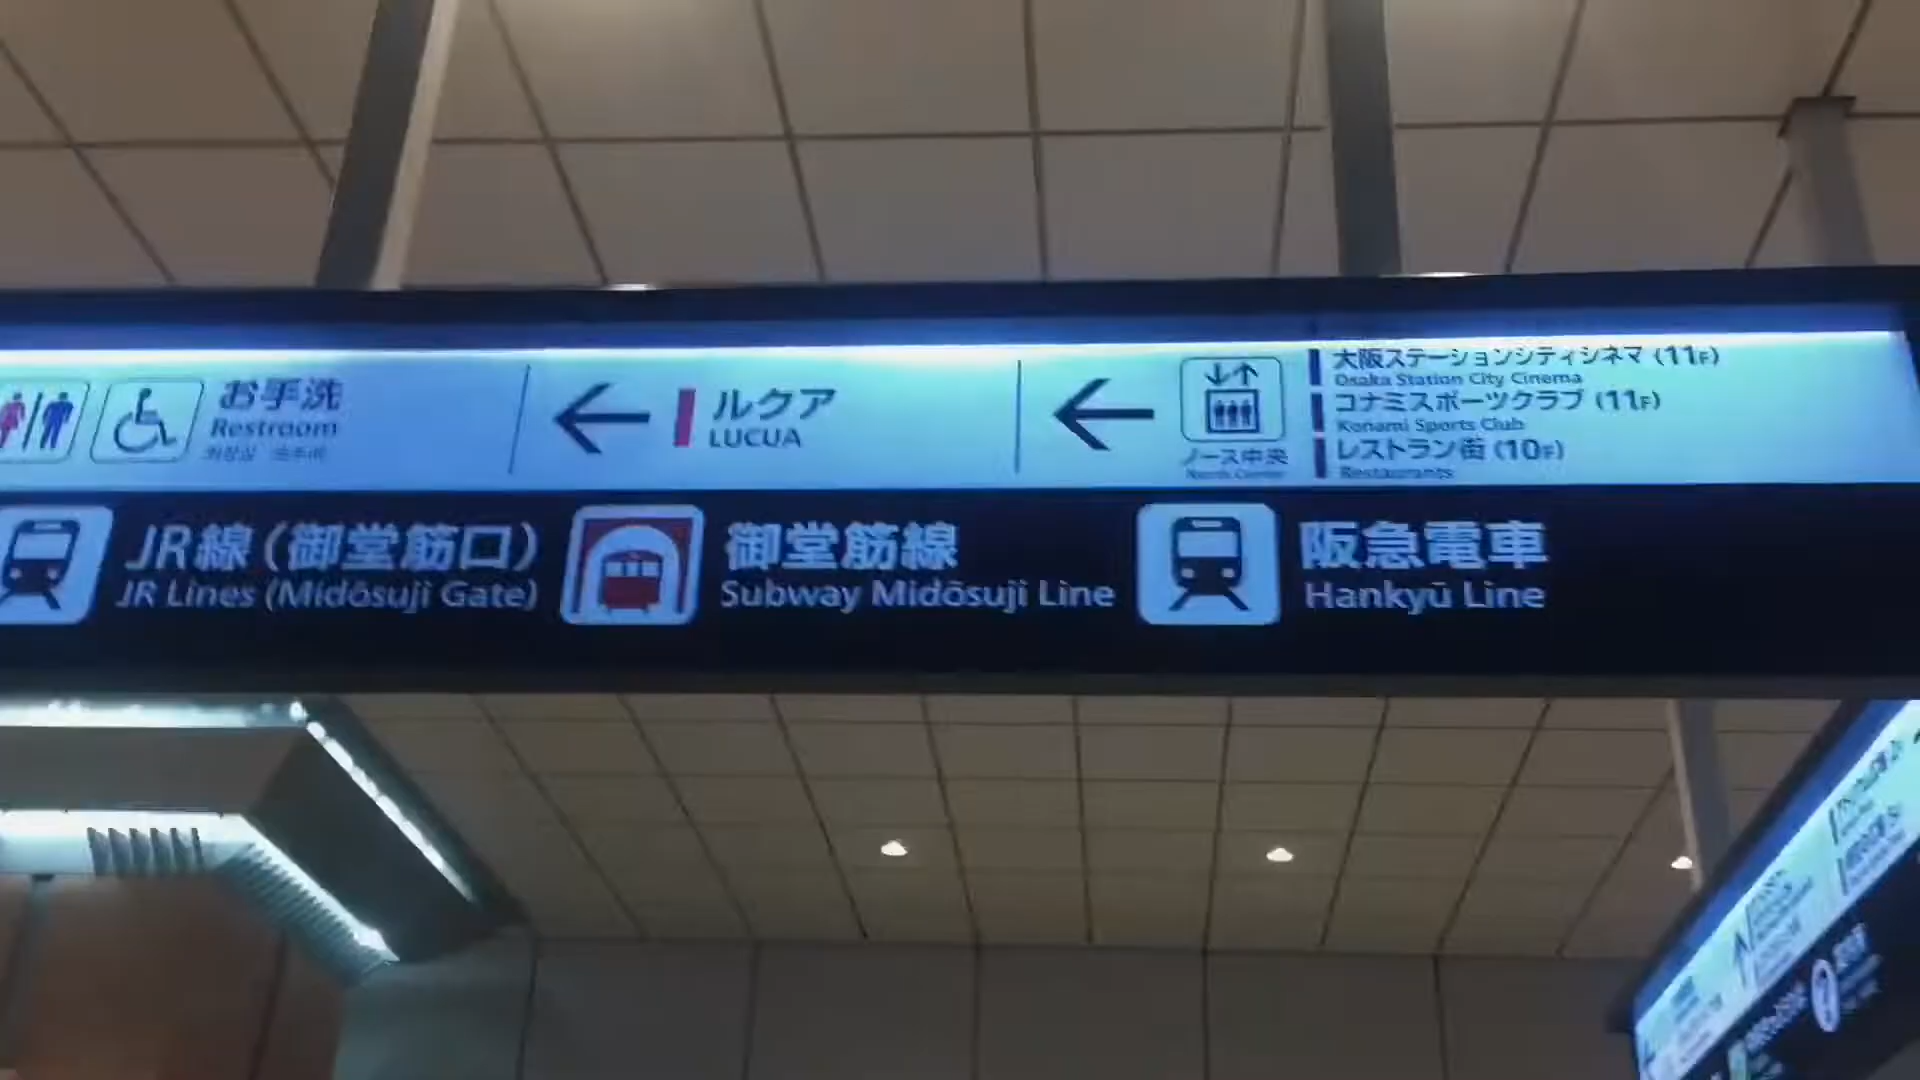 お手洗
Restroom
ルクア
LUCUA
ノース中央
North Center
大阪ステーションシティシネマ (11F)
Osaka Station City Cinema
コナミスポーツクラブ (11F)
Konami Sports Club
レストラン街 (10F)
Restaurants
JR線(御堂筋口)
JR Lines (Midōsuji Gate)
御堂筋線
Subway Midōsuji Line
阪急電車
Hankyū Line